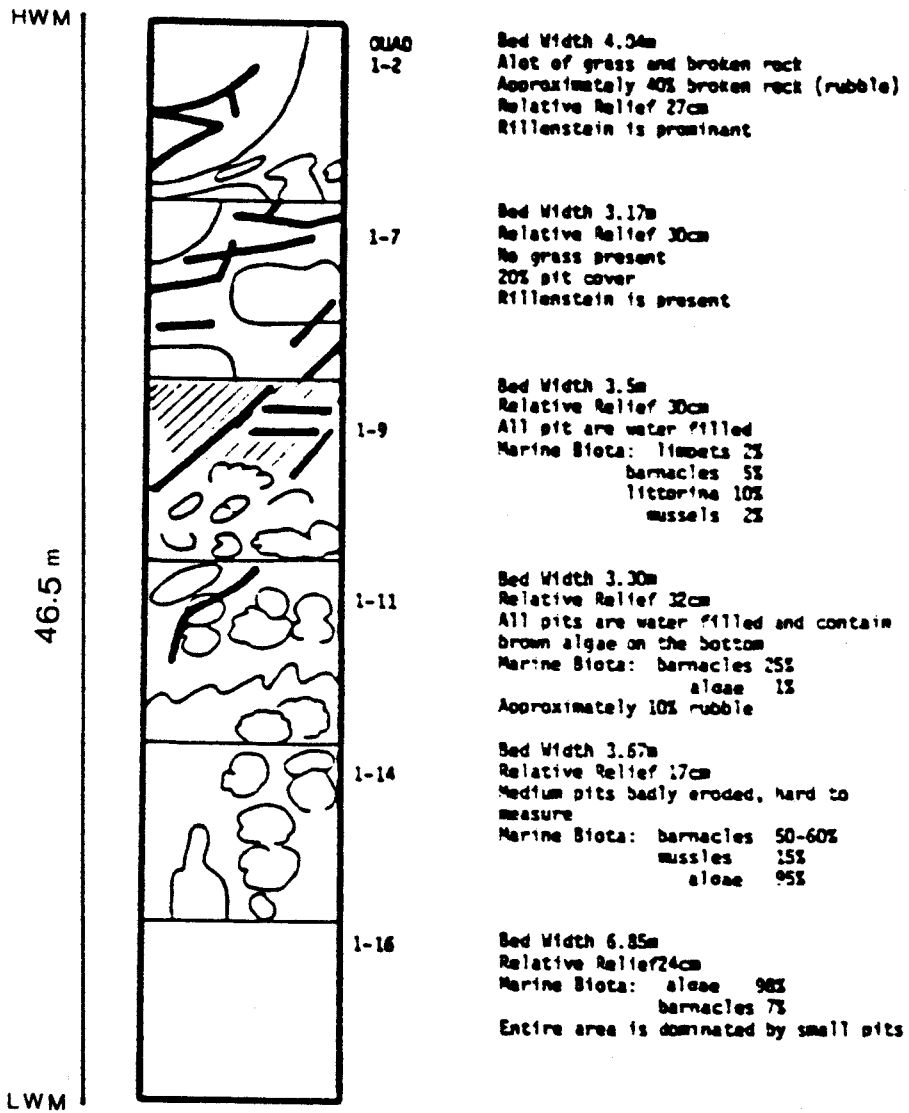 HWM
QUAD
1-2
Bed Width 4.04m
Alot of grass and broken rock
Approximately 40% broken rock (rubble)
Relative Relief 27cm
Rillenstein is prominant
1-7
Bed Width 3.17m
Relative Relief 30cm
No grass present
20% pit cover
Rillenstein is present
1-9
Bed Width 3.5m
Relative Relief 30cm
All pit are water filled
Marine Biota: limpets 2%
barnacles 5%
littorina 10%
mussels 2%
46.5 m
1-11
Bed Width 3.30m
Relative Relief 32cm
All pits are water filled and contain
brown algae on the bottom
Marine Biota: barnacles 25%
algae 1%
Approximately 10% rubble
1-14
Bed Width 3.67m
Relative Relief 17cm
Medium pits badly eroded, hard to
measure
Marine Biota: barnacles 50-60%
mussles 15%
algae 95%
1-16
Bed Width 6.85m
Relative Relief24cm
Marine Biota: algae 98%
barnacles 7%
Entire area is dominated by small pits
LWM